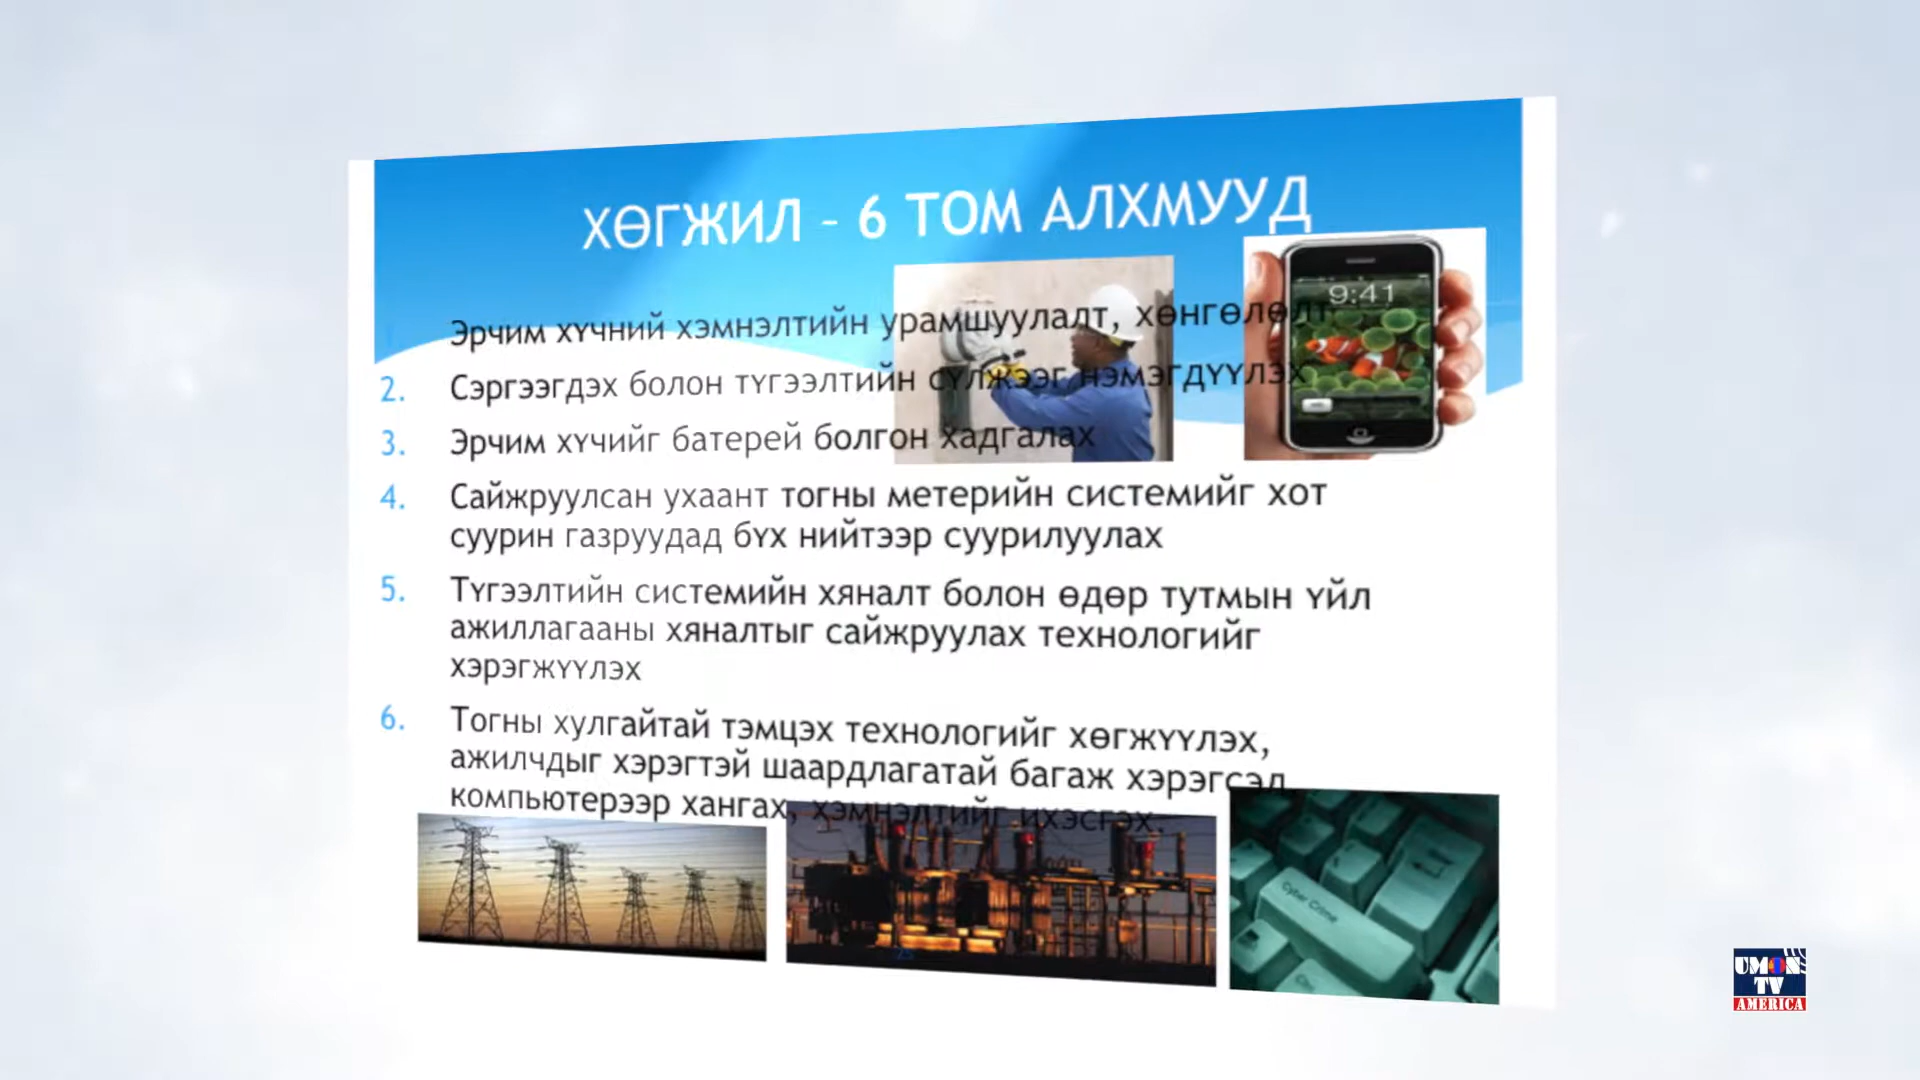 ХӨГЖИЛ – 6 ТОМ АЛХМУУД
Эрчим хүчний хэмнэлтийн урамшуулалт, хөнгөлөлт
9:41
2. Сэргээгдэх болон түгээлтийн сүлжээг нэмэгдүүлэх
3. Эрчим хүчийг батерей болгон хадгалах
4. Сайжруулсан ухаант тогны метерийн системийг хот
суурин газруудад бүх нийтээр суурилуулах
5. Түгээлтийн системийн хяналт болон өдөр тутмын үйл
ажиллагааны хяналтыг сайжруулах технологийг
хэрэгжүүлэх
6. Тогны хулгайтай тэмцэх технологийг хөгжүүлэх,
ажилчдыг хэрэгтэй шаардлагатай багаж хэрэгсэл
компьютерээр хангах, хэмнэлтийг ихэсгэх.
Cyber Crime
25
UMON
TV
AMERICA